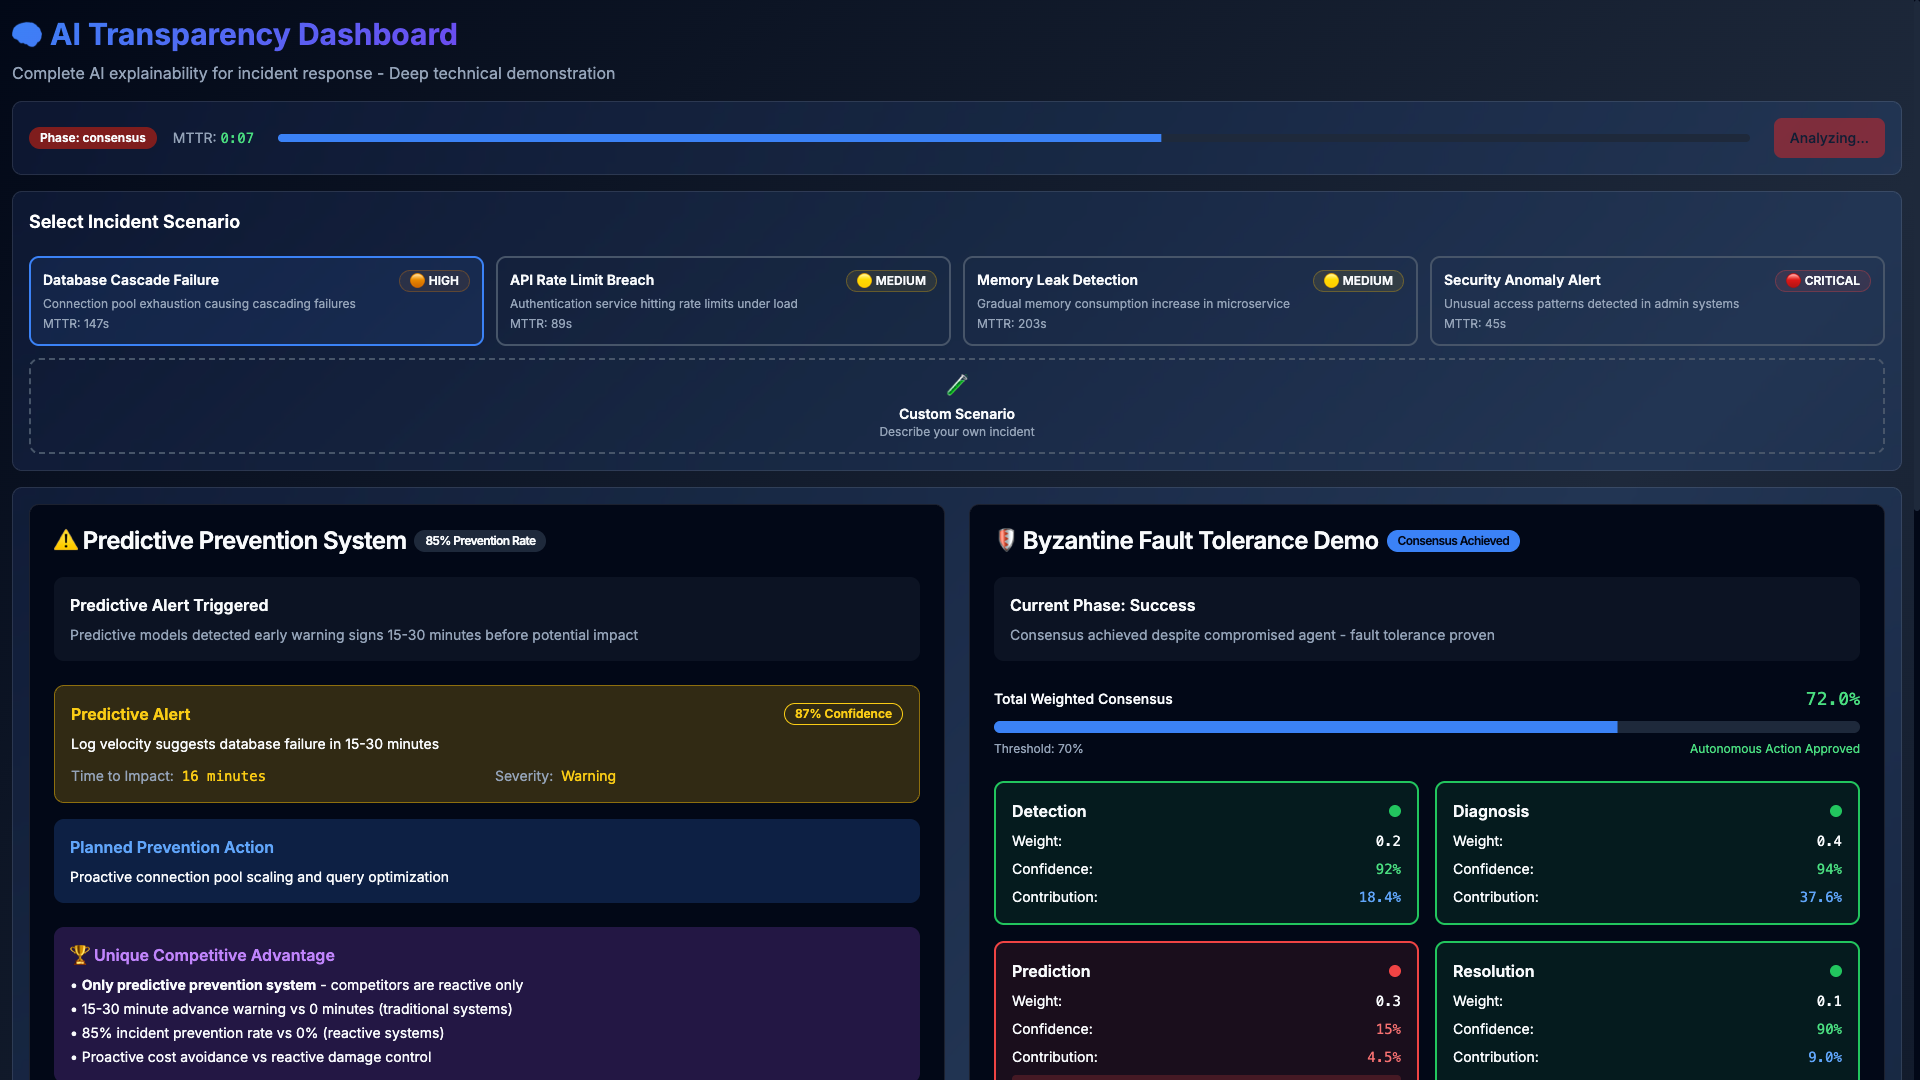 AI Transparency Dashboard
Complete AI explainability for incident response - Deep technical demonstration
Phase: consensus
MTTR: 0:07
Analyzing...
Select Incident Scenario
Database Cascade Failure
HIGH
Connection pool exhaustion causing cascading failures
MTTR: 147s
API Rate Limit Breach
MEDIUM
Authentication service hitting rate limits under load
MTTR: 89s
Memory Leak Detection
MEDIUM
Gradual memory consumption increase in microservice
MTTR: 203s
Security Anomaly Alert
CRITICAL
Unusual access patterns detected in admin systems
MTTR: 45s
Custom Scenario
Describe your own incident
Predictive Prevention System
85% Prevention Rate
Predictive Alert Triggered
Predictive models detected early warning signs 15-30 minutes before potential impact
Predictive Alert
87% Confidence
Log velocity suggests database failure in 15-30 minutes
Time to Impact: 16 minutes
Severity: Warning
Planned Prevention Action
Proactive connection pool scaling and query optimization
Unique Competitive Advantage
• Only predictive prevention system - competitors are reactive only
• 15-30 minute advance warning vs 0 minutes (traditional systems)
• 85% incident prevention rate vs 0% (reactive systems)
• Proactive cost avoidance vs reactive damage control
Byzantine Fault Tolerance Demo
Consensus Achieved
Current Phase: Success
Consensus achieved despite compromised agent - fault tolerance proven
Total Weighted Consensus
72.0%
Threshold: 70%
Autonomous Action Approved
Detection
Weight: 0.2
Confidence: 92%
Contribution: 18.4%
Diagnosis
Weight: 0.4
Confidence: 94%
Contribution: 37.6%
Prediction
Weight: 0.3
Confidence: 15%
Contribution: 4.5%
Resolution
Weight: 0.1
Confidence: 90%
Contribution: 9.0%